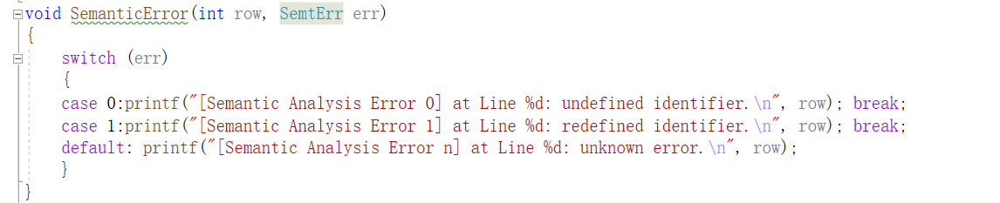 void SemanticError(int row, SemtErr err)
{
switch (err)
{
case 0:printf("[Semantic Analysis Error 0] at Line %d: undefined identifier.\n", row); break;
case 1:printf("[Semantic Analysis Error 1] at Line %d: redefined identifier.\n", row); break;
default: printf("[Semantic Analysis Error n] at Line %d: unknown error.\n", row);
}
}